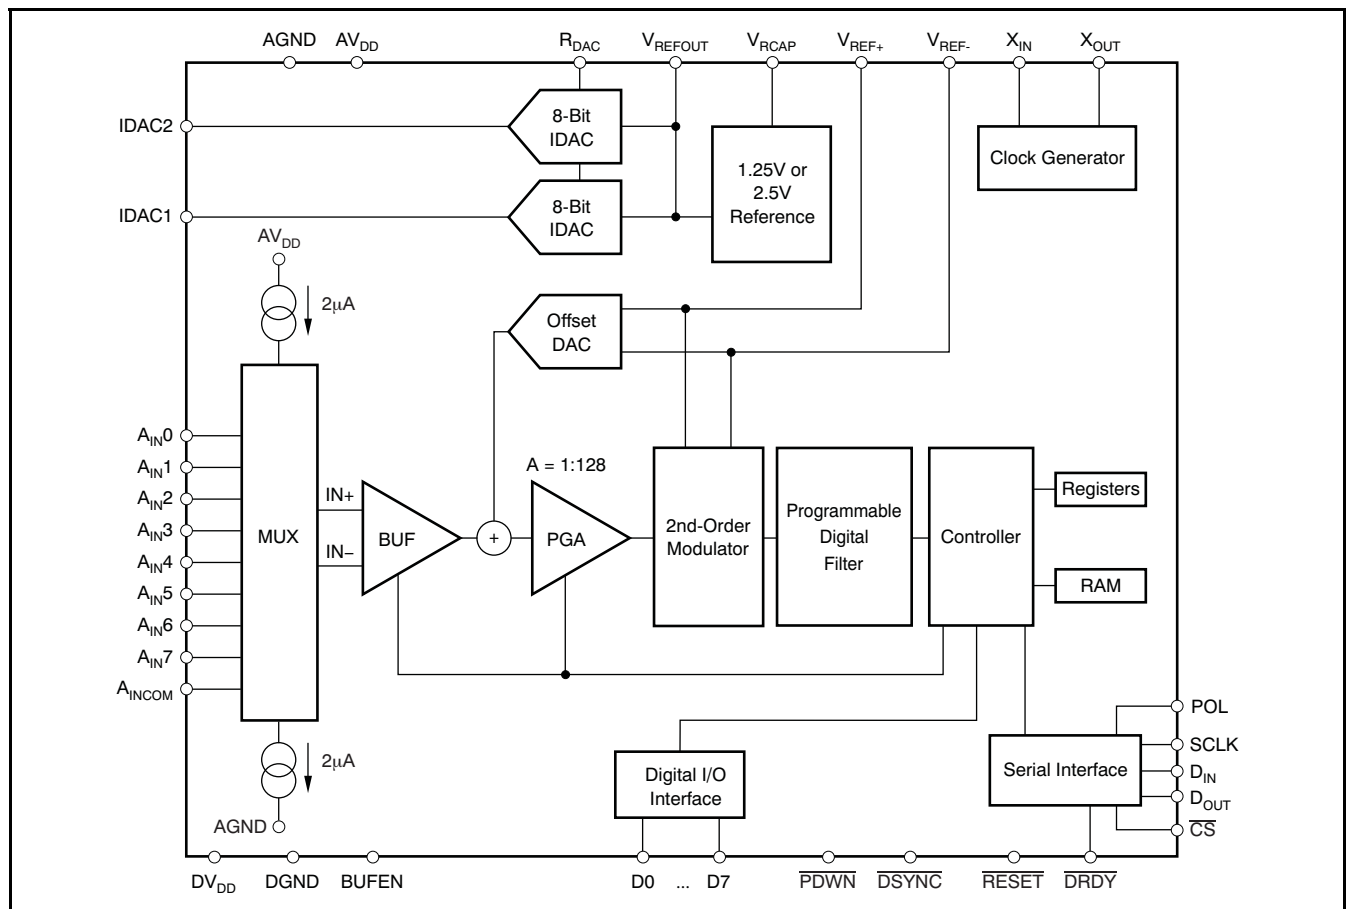 AGND AVDD RDAC VREFOUT VRCAP VREF+ VREF- XIN XOUT
IDAC2
8-Bit
IDAC
Clock Generator
1.25V or
2.5V
Reference
IDAC1
8-Bit
IDAC
AVDD
2μA
Offset
DAC
AIN0
AIN1
AIN2
AIN3
AIN4
AIN5
AIN6
AIN7
AINCOM
MUX
IN+
IN−
BUF
+
A = 1:128
PGA
2nd-Order
Modulator
Programmable
Digital
Filter
Controller
Registers
RAM
2μA
AGND
Digital I/O
Interface
Serial Interface
POL
SCLK
DIN
DOUT
CS
DVDD DGND BUFEN D0 ... D7 PDWN DSYNC RESET DRDY